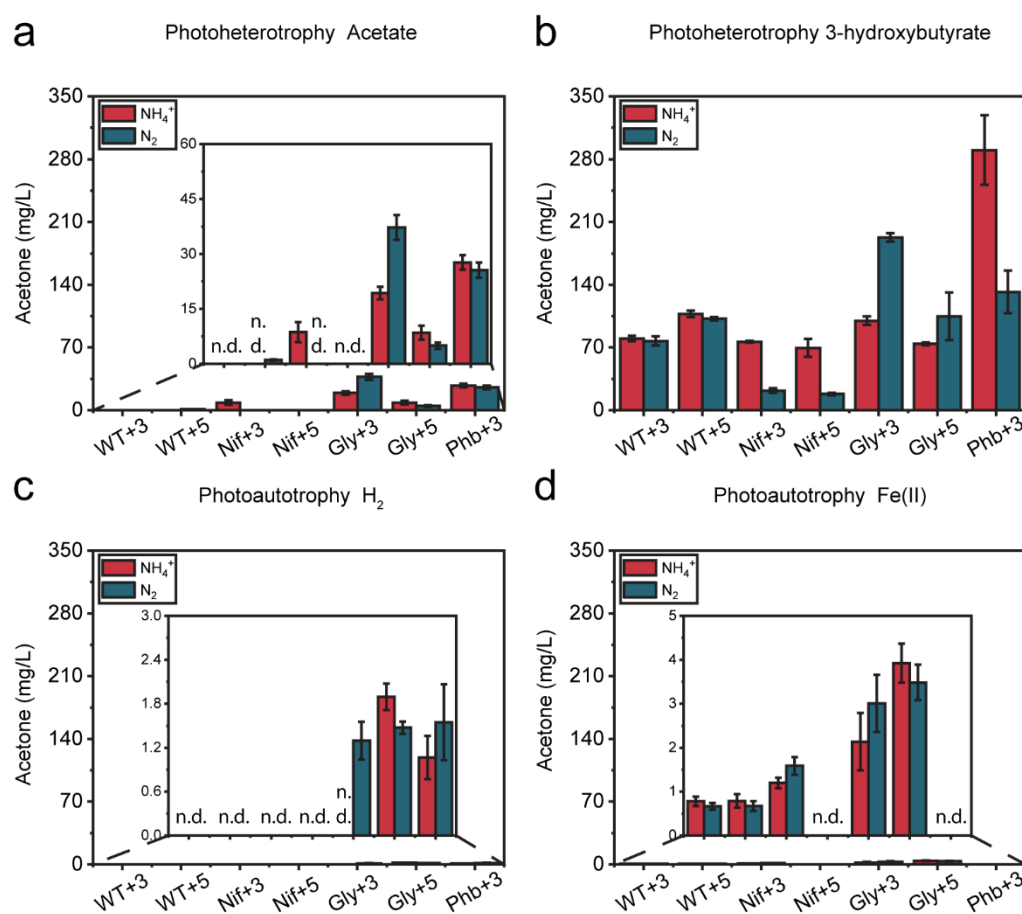 a
Photoheterotrophy Acetate
Acetone (mg/L)
350
280
210
140
70
0
NH₄⁺
N₂
60
45
30
15
0
n.d.
n.
d.
n.
d.
n.d.
WT+3
WT+5
Nif+3
Nif+5
Gly+3
Gly+5
Phb+3
b
Photoheterotrophy 3-hydroxybutyrate
Acetone (mg/L)
350
280
210
140
70
0
NH₄⁺
N₂
WT+3
WT+5
Nif+3
Nif+5
Gly+3
Gly+5
Phb+3
c
Photoautotrophy H₂
Acetone (mg/L)
350
280
210
140
70
0
NH₄⁺
N₂
3.0
2.4
1.8
1.2
0.6
0.0
n.d.
n.d.
n.d.
n.d.
n.
d.
WT+3
WT+5
Nif+3
Nif+5
Gly+3
Gly+5
Phb+3
d
Photoautotrophy Fe(II)
Acetone (mg/L)
350
280
210
140
70
0
NH₄⁺
N₂
5
4
3
2
1
0
n.d.
n.d.
WT+3
WT+5
Nif+3
Nif+5
Gly+3
Gly+5
Phb+3